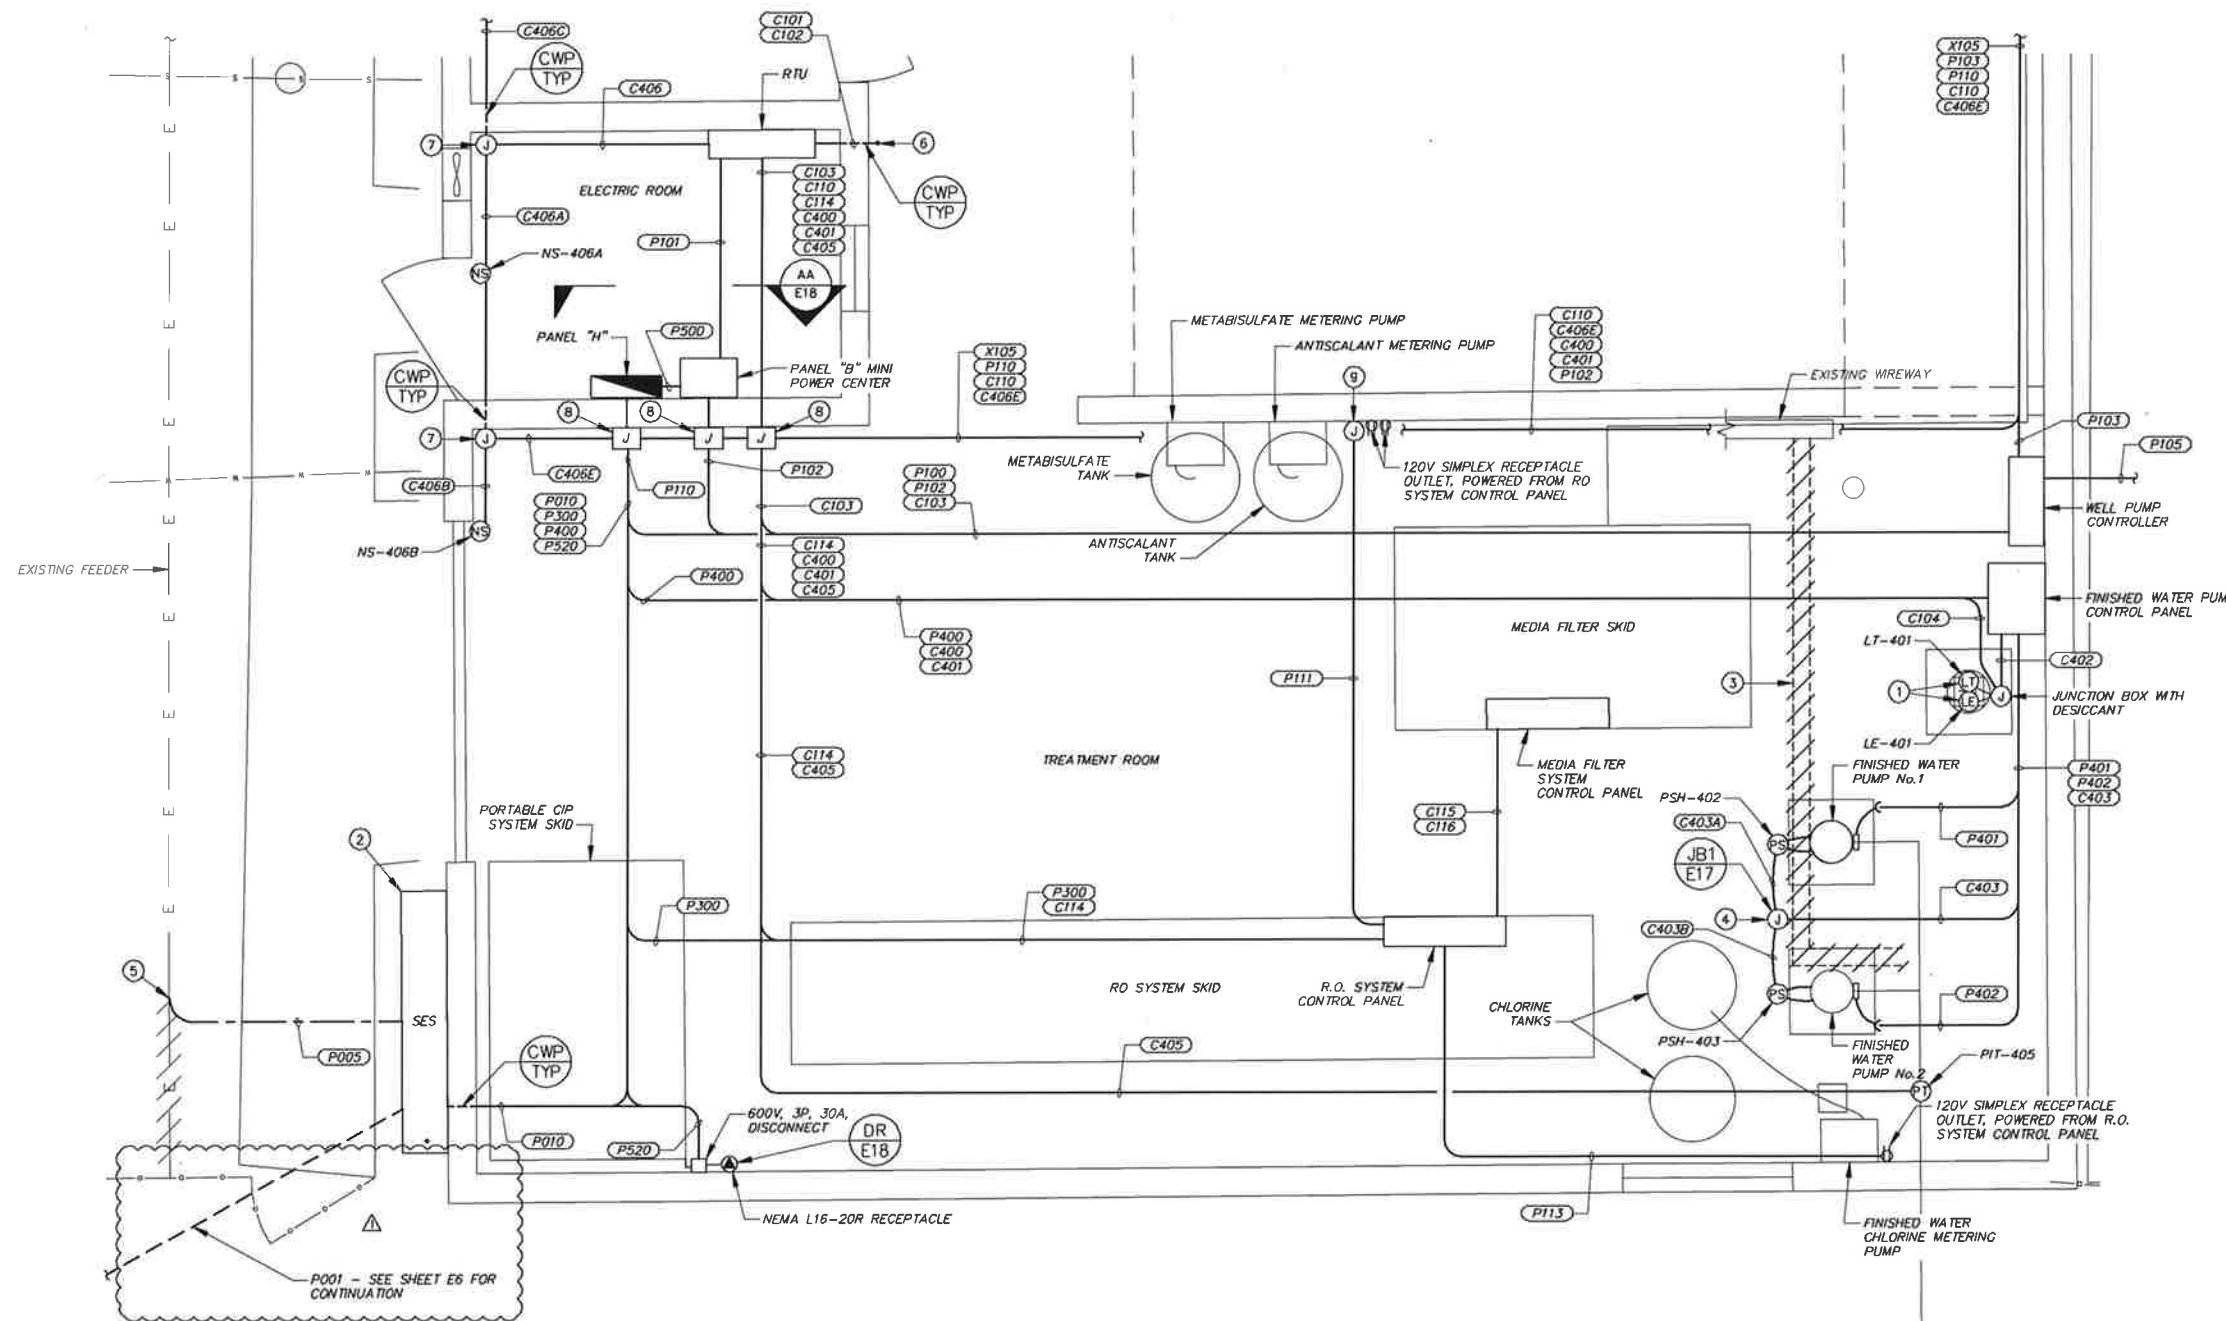 C406C
CWP
TYP
C101
C102
RTU
C406
S
S
S
S
S
7
J
6
CWP
TYP
X105
P103
P110
C110
C406E
ELECTRIC ROOM
C103
C110
C114
C400
C401
C405
C406A
P101
NS-406A
NS
AA
E18
PANEL "H"
P500
PANEL "B" MINI
POWER CENTER
CWP
TYP
8
8
8
7
J
J
J
J
X105
P110
C110
C406E
METABISULFATE METERING PUMP
ANTISCALANT METERING PUMP
9
C110
C406E
C400
C401
P102
EXISTING WIREWAY
P103
P105
J
C406E
C406B
P110
P102
P010
P300
P400
P520
C103
P100
P102
C103
METABISULFATE
TANK
120V SIMPLEX RECEPTACLE
OUTLET, POWERED FROM RO
SYSTEM CONTROL PANEL
WELL PUMP
CONTROLLER
NS-406B
NS
C114
C400
C401
C405
ANTISCALANT
TANK
EXISTING FEEDER
P400
P400
C400
C401
MEDIA FILTER SKID
FINISHED WATER PUM
CONTROL PANEL
C104
LT-401
C402
P111
3
1
LT
LE
J
JUNCTION BOX WITH
DESICCANT
LE-401
C114
C405
TREATMENT ROOM
MEDIA FILTER
SYSTEM
CONTROL PANEL
FINISHED WATER
PUMP No.1
P401
P402
C403
PORTABLE CIP
SYSTEM SKID
PSH-402
C403A
C115
C116
PS
P401
2
JB1
E17
P300
P300
C114
C403
4
J
C403B
5
RO SYSTEM SKID
R.O. SYSTEM
CONTROL PANEL
CHLORINE
TANKS
PS
P402
SES
P005
CWP
TYP
C405
PSH-403
FINISHED
WATER
PUMP No.2
PIT-405
PT
P010
P520
600V, 3P, 30A,
DISCONNECT
DR
E18
120V SIMPLEX RECEPTACLE
OUTLET, POWERED FROM R.O.
SYSTEM CONTROL PANEL
NEMA L16-20R RECEPTACLE
P113
FINISHED WATER
CHLORINE METERING
PUMP
1
P001 - SEE SHEET E6 FOR
CONTINUATION
E
E
E
E
E
E
E
E
E